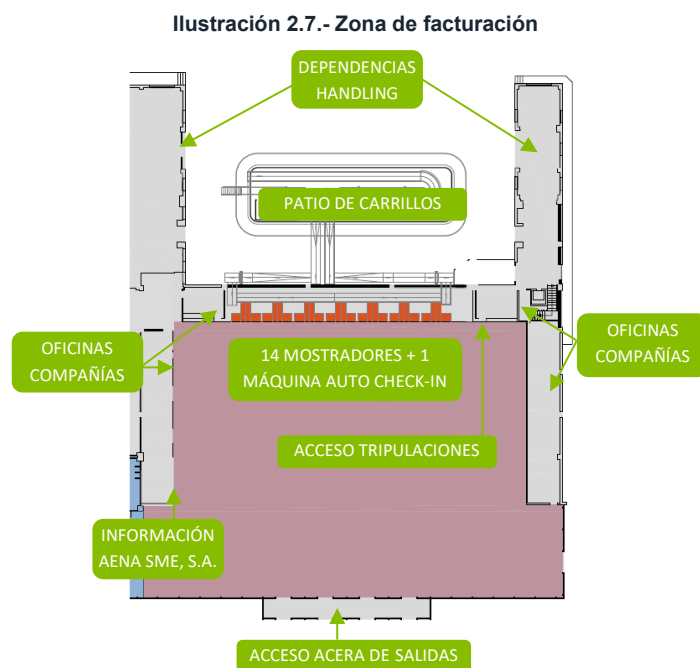 Ilustración 2.7.- Zona de facturación
DEPENDENCIAS
HANDLING
PATIO DE CARRILLOS
OFICINAS
COMPAÑÍAS
14 MOSTRADORES + 1
MÁQUINA AUTO CHECK-IN
OFICINAS
COMPAÑÍAS
ACCESO TRIPULACIONES
INFORMACIÓN
AENA SME, S.A.
ACCESO ACERA DE SALIDAS